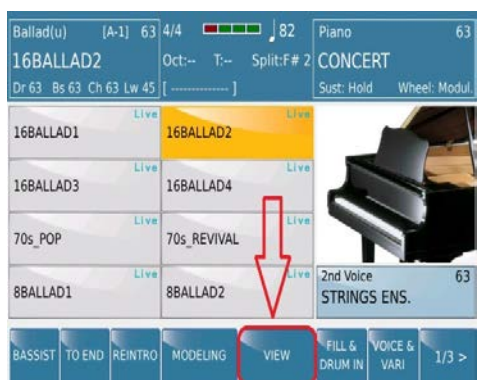 Ballad(u) [A-1] 63 4/4 ♩ 82 Piano 63
16BALLAD2 Oct:-- T:-- Split:F# 2 CONCERT
Dr 63 Bs 63 Ch 63 Lw 45 [ -------------- ] Sust: Hold Wheel: Modul.
Live Live
16BALLAD1 16BALLAD2
Live Live
16BALLAD3 16BALLAD4
Live Live
70s_POP 70s_REVIVAL
Live Live 2nd Voice 63
8BALLAD1 8BALLAD2 STRINGS ENS.
BASSIST TO END REINTRO MODELING VIEW FILL & DRUM IN VOICE & VARI 1/3 >